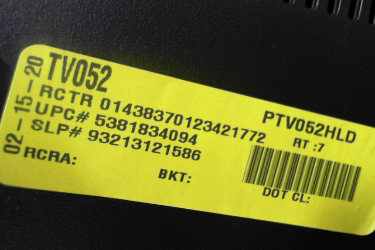 02-15-20
TV052
RCTR 01438370123421772
PTV052HLD
UPC# 5381834094
RT :7
SLP# 93213121586
RCRA:
BKT:
DOT CL: